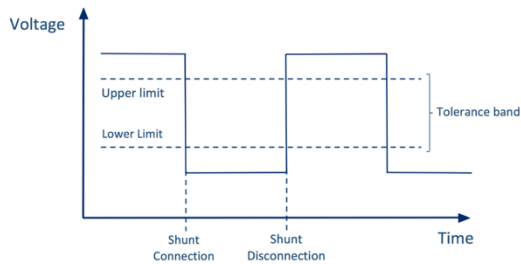 Voltage
Upper limit
Lower Limit
Tolerance band
Shunt
Connection
Shunt
Disconnection
Time